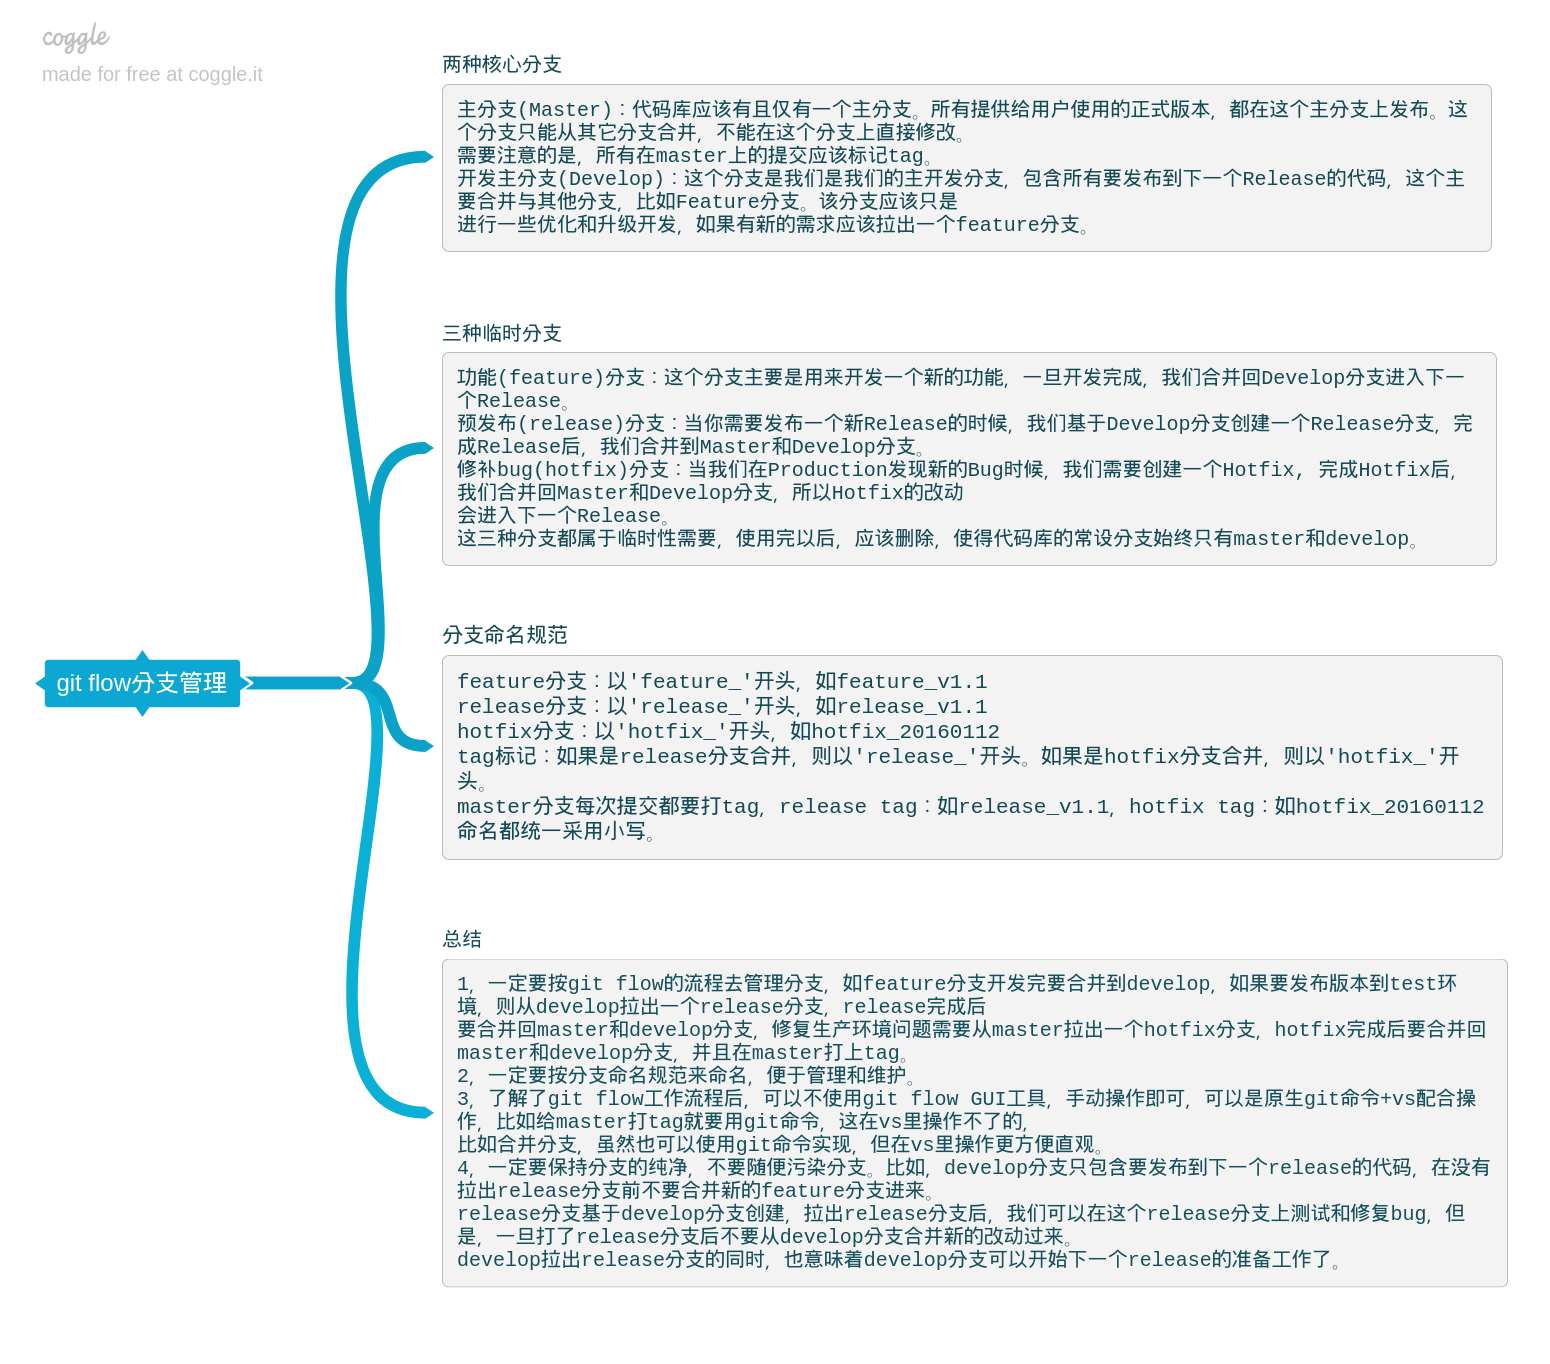 coggle
made for free at coggle.it
两种核心分支
主分支(Master)：代码库应该有且仅有一个主分支。所有提供给用户使用的正式版本，都在这个主分支上发布。这
个分支只能从其它分支合并，不能在这个分支上直接修改。
需要注意的是，所有在master上的提交应该标记tag。
开发主分支(Develop)：这个分支是我们是我们的主开发分支，包含所有要发布到下一个Release的代码，这个主
要合并与其他分支，比如Feature分支。该分支应该只是
进行一些优化和升级开发，如果有新的需求应该拉出一个feature分支。
三种临时分支
功能(feature)分支：这个分支主要是用来开发一个新的功能，一旦开发完成，我们合并回Develop分支进入下一
个Release。
预发布(release)分支：当你需要发布一个新Release的时候，我们基于Develop分支创建一个Release分支，完
成Release后，我们合并到Master和Develop分支。
修补bug(hotfix)分支：当我们在Production发现新的Bug时候，我们需要创建一个Hotfix, 完成Hotfix后，
我们合并回Master和Develop分支，所以Hotfix的改动
会进入下一个Release。
这三种分支都属于临时性需要，使用完以后，应该删除，使得代码库的常设分支始终只有master和develop。
分支命名规范
feature分支：以'feature_'开头，如feature_v1.1
release分支：以'release_'开头，如release_v1.1
hotfix分支：以'hotfix_'开头，如hotfix_20160112
tag标记：如果是release分支合并，则以'release_'开头。如果是hotfix分支合并，则以'hotfix_'开
头。
master分支每次提交都要打tag，release tag：如release_v1.1，hotfix tag：如hotfix_20160112
命名都统一采用小写。
git flow分支管理
总结
1，一定要按git flow的流程去管理分支，如feature分支开发完要合并到develop，如果要发布版本到test环
境，则从develop拉出一个release分支，release完成后
要合并回master和develop分支，修复生产环境问题需要从master拉出一个hotfix分支，hotfix完成后要合并回
master和develop分支，并且在master打上tag。
2，一定要按分支命名规范来命名，便于管理和维护。
3，了解了git flow工作流程后，可以不使用git flow GUI工具，手动操作即可，可以是原生git命令+vs配合操
作，比如给master打tag就要用git命令，这在vs里操作不了的，
比如合并分支，虽然也可以使用git命令实现，但在vs里操作更方便直观。
4，一定要保持分支的纯净，不要随便污染分支。比如，develop分支只包含要发布到下一个release的代码，在没有
拉出release分支前不要合并新的feature分支进来。
release分支基于develop分支创建，拉出release分支后，我们可以在这个release分支上测试和修复bug，但
是，一旦打了release分支后不要从develop分支合并新的改动过来。
develop拉出release分支的同时，也意味着develop分支可以开始下一个release的准备工作了。